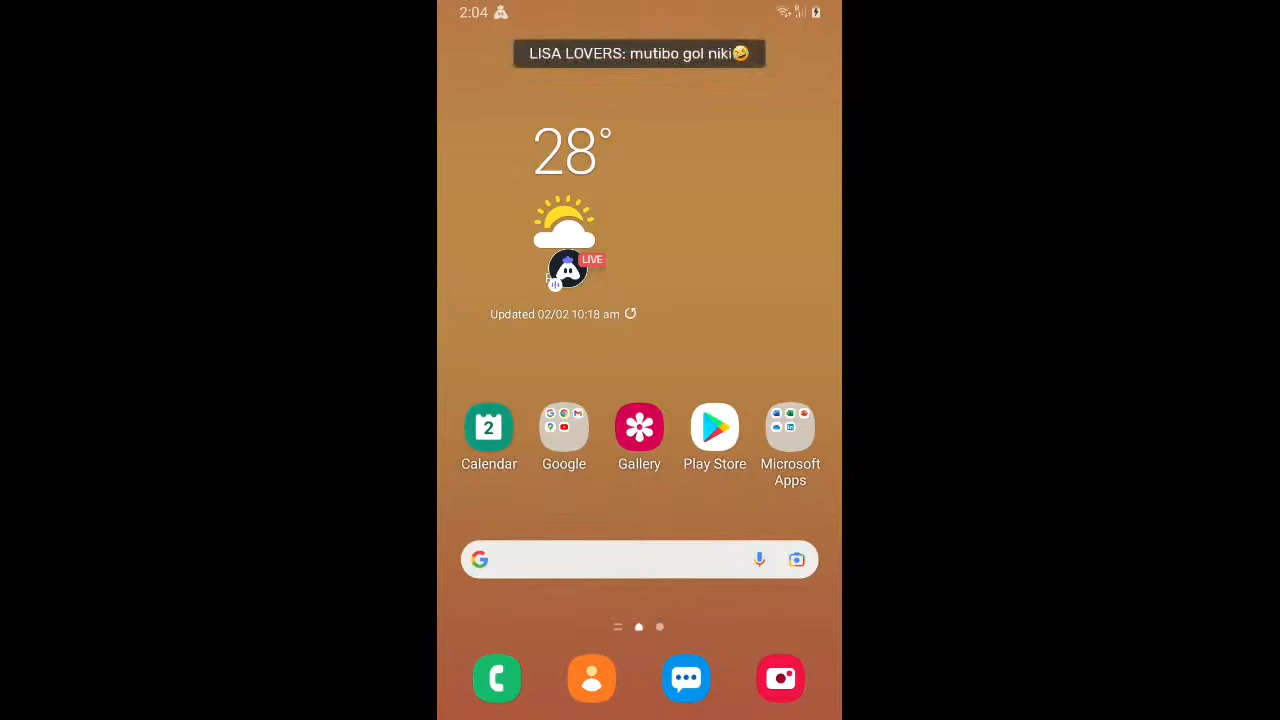 2:04
LISA LOVERS: mutibo gol niki🤣
28°
LIVE
Updated 02/02 10:18 am
2
Calendar
Google
Gallery
Play Store
Microsoft
Apps